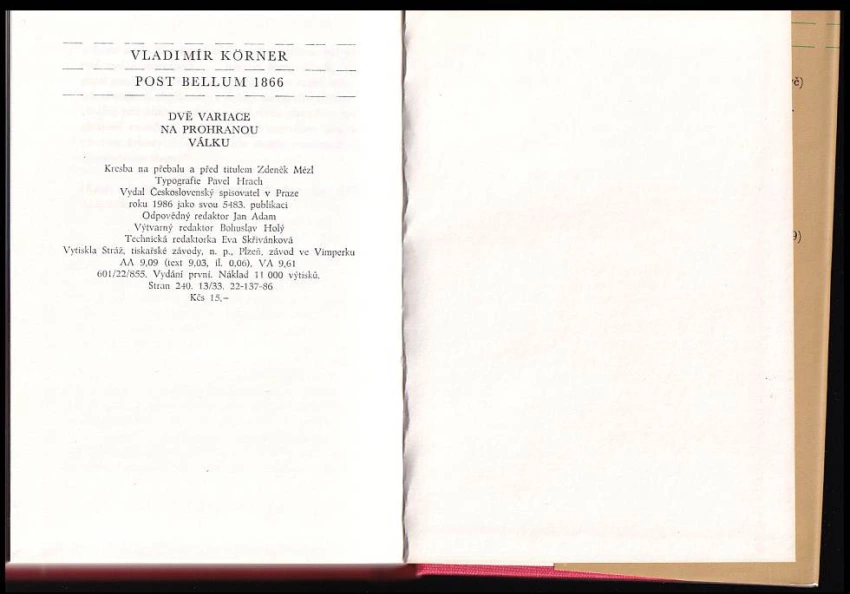 VLADIMÍR KÖRNER
POST BELLUM 1866
DVĚ VARIACE
NA PROHRANOU
VÁLKU
Kresba na přebalu a před titulem Zdeněk Mézl
Typografie Pavel Hrach
Vydal Československý spisovatel v Praze
roku 1986 jako svou 5483. publikaci
Odpovědný redaktor Jan Adam
Výtvarný redaktor Bohuslav Holý
Technická redaktorka Eva Skřivánková
Vytiskla Stráž, tiskařské závody, n. p., Plzeň, závod ve Vimperku
AA 9,09 (text 9,03, il. 0,06), VA 9,61
601/22/855. Vydání první. Náklad 11 000 výtisků.
Stran 240. 13/33. 22-137-86
Kčs 15,–